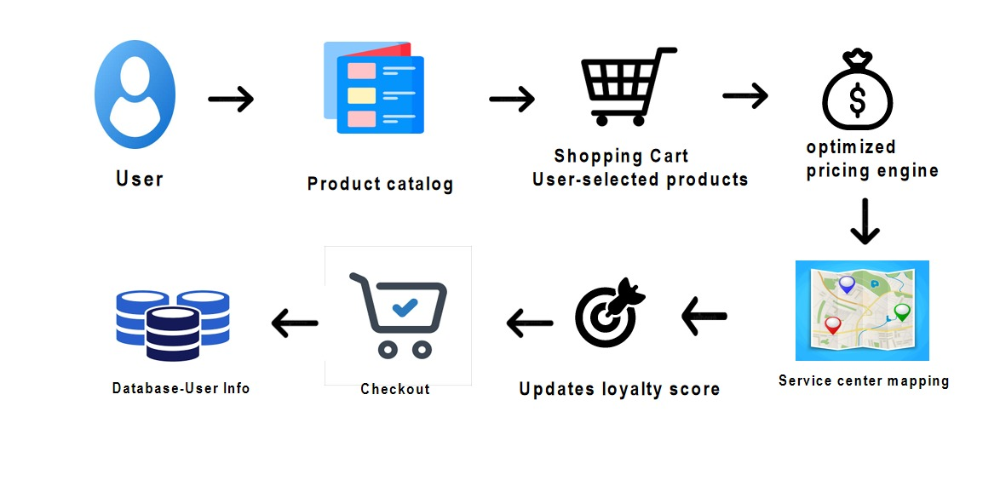 User
Product catalog
Shopping Cart
User-selected products
$
optimized
pricing engine
Service center mapping
Updates loyalty score
Checkout
Database-User Info